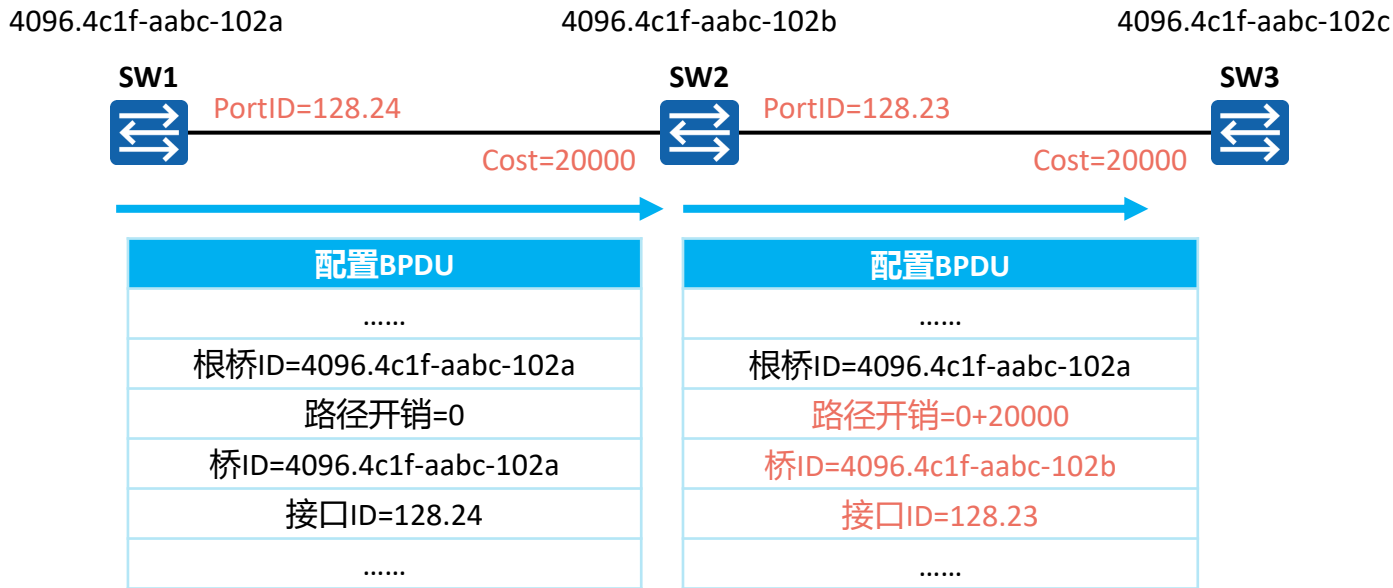 4096.4c1f-aabc-102a
4096.4c1f-aabc-102b
4096.4c1f-aabc-102c
SW1
SW2
SW3
PortID=128.24
PortID=128.23
Cost=20000
Cost=20000
配置BPDU
......
根桥ID=4096.4c1f-aabc-102a
路径开销=0
桥ID=4096.4c1f-aabc-102a
接口ID=128.24
......
配置BPDU
......
根桥ID=4096.4c1f-aabc-102a
路径开销=0+20000
桥ID=4096.4c1f-aabc-102b
接口ID=128.23
......